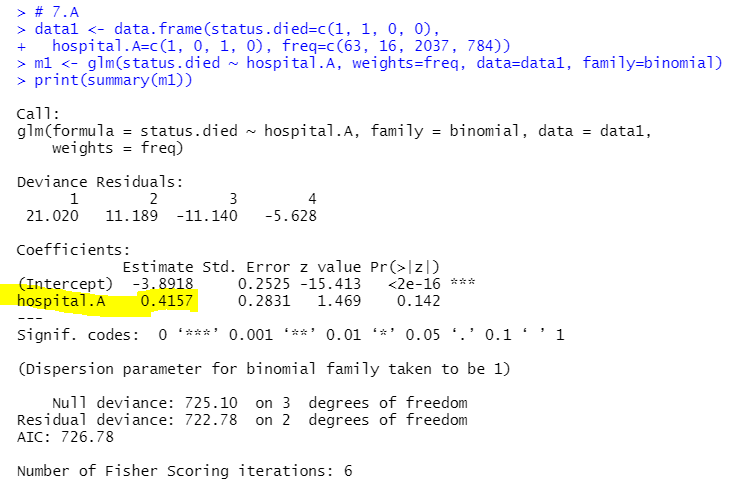 > # 7.A
> data1 <- data.frame(status.died=c(1, 1, 0, 0),
+   hospital.A=c(1, 0, 1, 0), freq=c(63, 16, 2037, 784))
> m1 <- glm(status.died ~ hospital.A, weights=freq, data=data1, family=binomial)
> print(summary(m1))
Call:
glm(formula = status.died ~ hospital.A, family = binomial, data = data1,
    weights = freq)
Deviance Residuals:
      1       2       3       4
 21.020  11.189 -11.140  -5.628
Coefficients:
            Estimate Std. Error z value Pr(>|z|)
(Intercept)  -3.8918     0.2525 -15.413   <2e-16 ***
hospital.A    0.4157     0.2831   1.469    0.142
---
Signif. codes:  0 ‘***’ 0.001 ‘**’ 0.01 ‘*’ 0.05 ‘.’ 0.1 ‘ ’ 1
(Dispersion parameter for binomial family taken to be 1)
    Null deviance: 725.10  on 3  degrees of freedom
Residual deviance: 722.78  on 2  degrees of freedom
AIC: 726.78
Number of Fisher Scoring iterations: 6